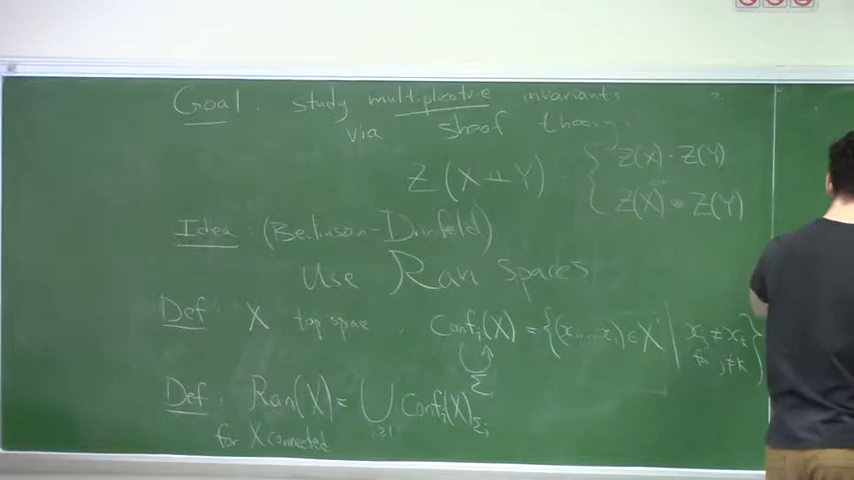 Goal. study multiplicative invariants
via sheaf theory.
Z(X ⊔ Y) = { Z(X) · Z(Y)
Z(X) ⊗ Z(Y)
Idea: (Beilinson-Drinfeld)
Use Ran Spaces
Def X top space. Conf_i(X) = {(x_1...x_i) ∈ X^i | x_j ≠ x_k for j≠k}
Σ_i
Def: Ran(X) = ⋃_{i≥1} Conf_i(X)_{Σ_i}
for X connected